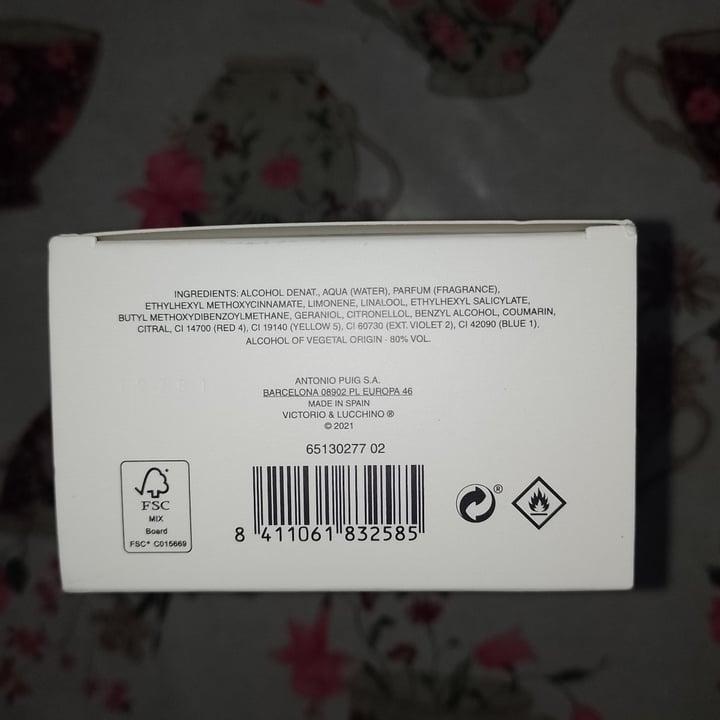 INGREDIENTS: ALCOHOL DENAT., AQUA (WATER), PARFUM (FRAGRANCE),
ETHYLHEXYL METHOXYCINNAMATE, LIMONENE, LINALOOL, ETHYLHEXYL SALICYLATE,
BUTYL METHOXYDIBENZOYLMETHANE, GERANIOL, CITRONELLOL, BENZYL ALCOHOL, COUMARIN,
CITRAL, CI 14700 (RED 4), CI 19140 (YELLOW 5), CI 60730 (EXT. VIOLET 2), CI 42090 (BLUE 1).
ALCOHOL OF VEGETAL ORIGIN - 80% VOL.
ANTONIO PUIG S.A.
BARCELONA 08902 PL EUROPA 46
MADE IN SPAIN
VICTORIO & LUCCHINO ®
© 2021
65130277 02
8 411061 832585
®
FSC
MIX
Board
FSC® C015669